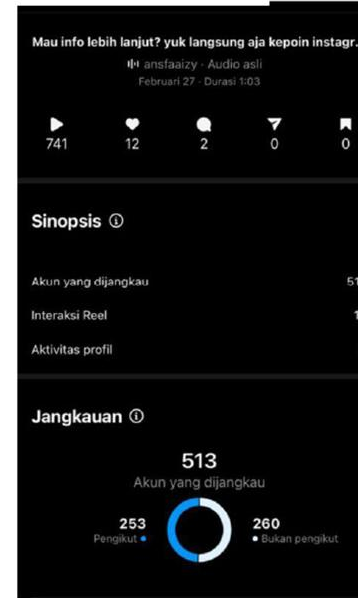 Mau info lebih lanjut? yuk langsung aja kepoin instagr.
ansfaaizy · Audio asli
Februari 27 · Durasi 1:03
741 12 2 0 0
Sinopsis
Akun yang dijangkau 51
Interaksi Reel 1
Aktivitas profil
Jangkauan
513
Akun yang dijangkau
253 260
Pengikut • • Bukan pengikut